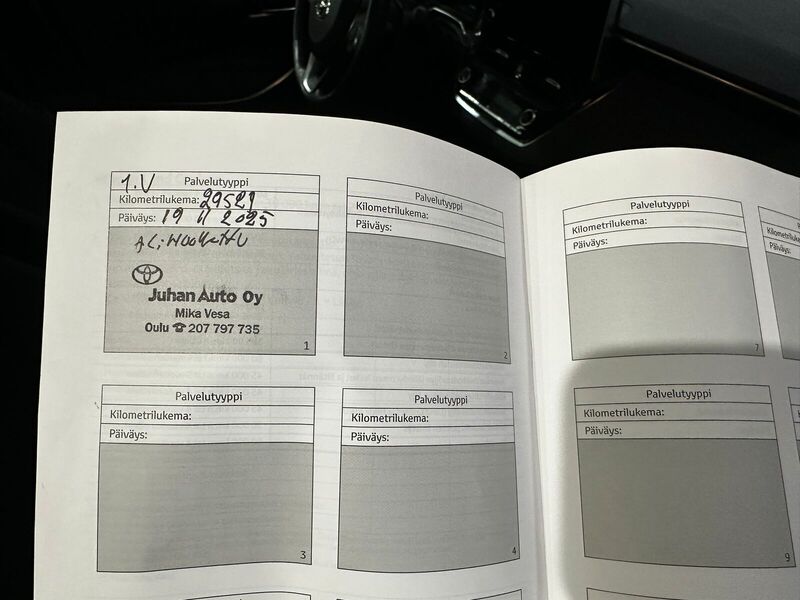 1.V Palvelutyyppi
Kilometrilukema: 29521
Päiväys: 19 11 2025
Juhan Auto Oy
Mika Vesa
Oulu ☎ 207 797 735
1
Palvelutyyppi
Kilometrilukema:
Päiväys:
2
Palvelutyyppi
Kilometrilukema:
Päiväys:
3
Palvelutyyppi
Kilometrilukema:
Päiväys:
4
Palvelutyyppi
Kilometrilukema:
Päiväys:
7
Palvelutyyppi
Kilometrilukema:
Päiväys:
9
Kilometrilukema:
Päiväys: